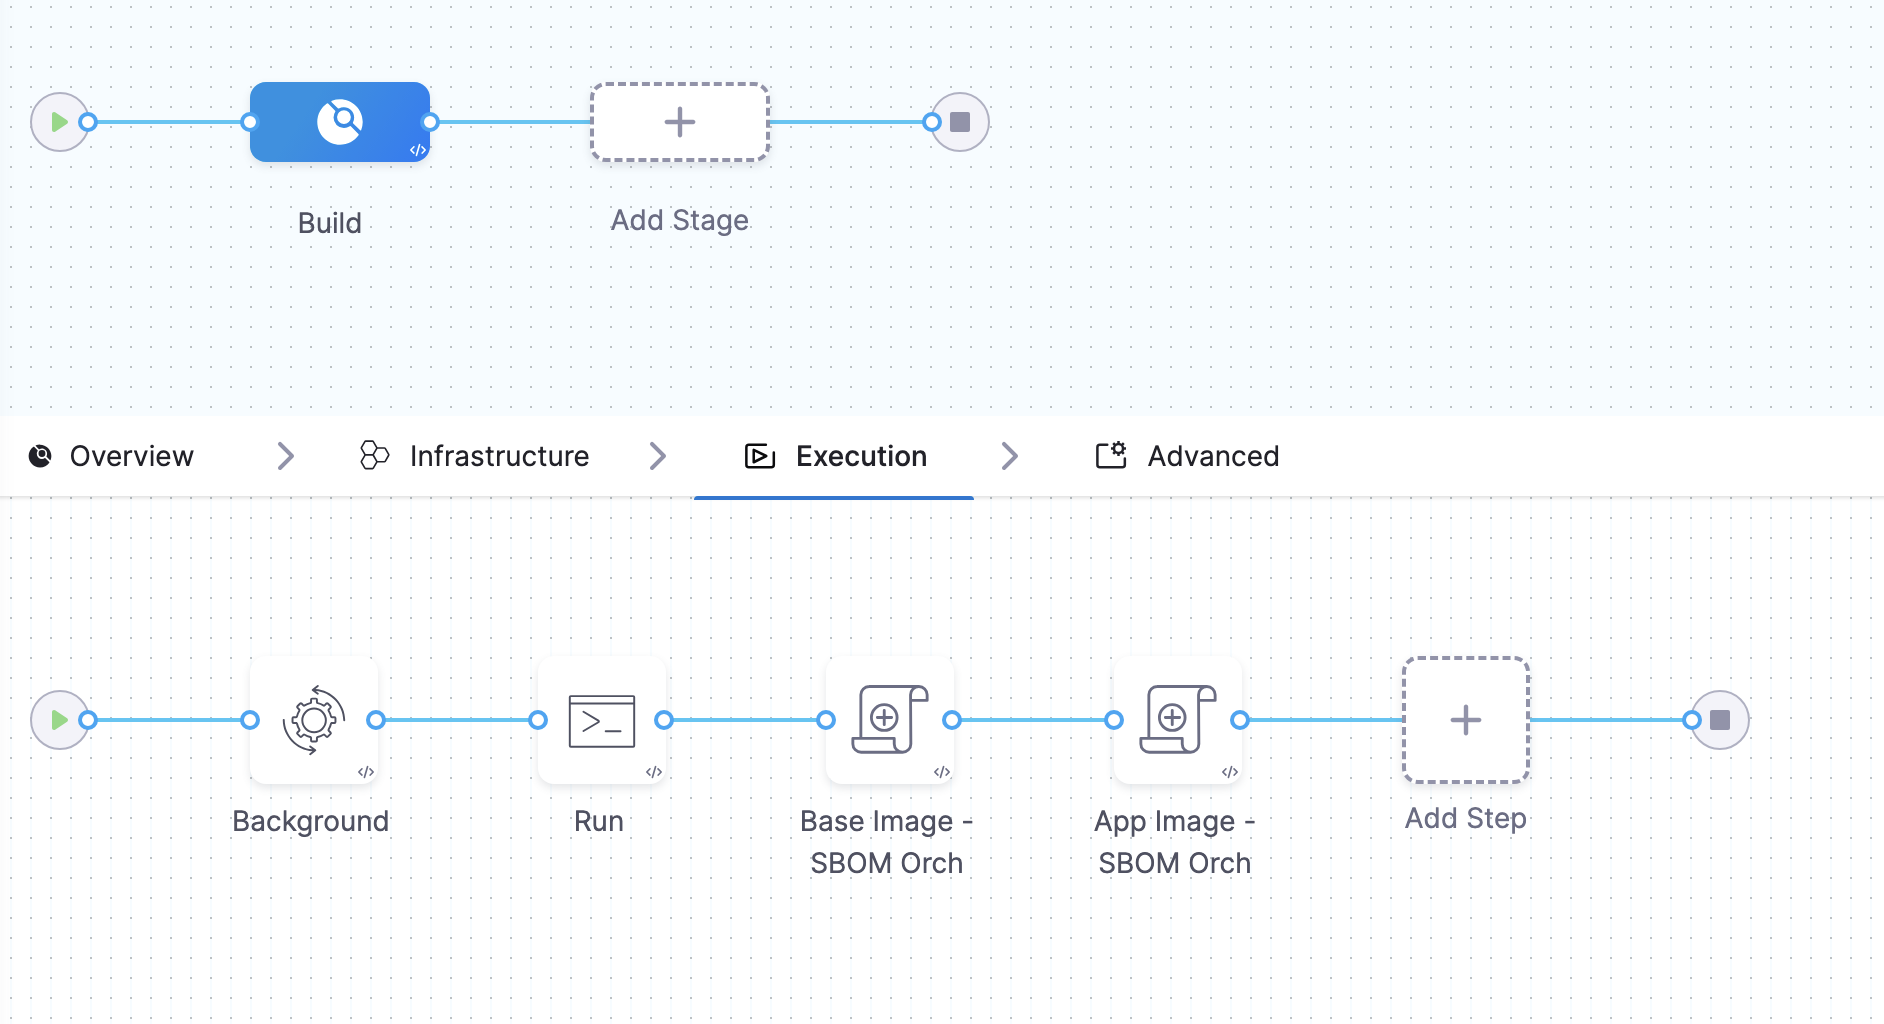 Build
Add Stage
Overview
Infrastructure
Execution
Advanced
Background
Run
Base Image -
SBOM Orch
App Image -
SBOM Orch
Add Step